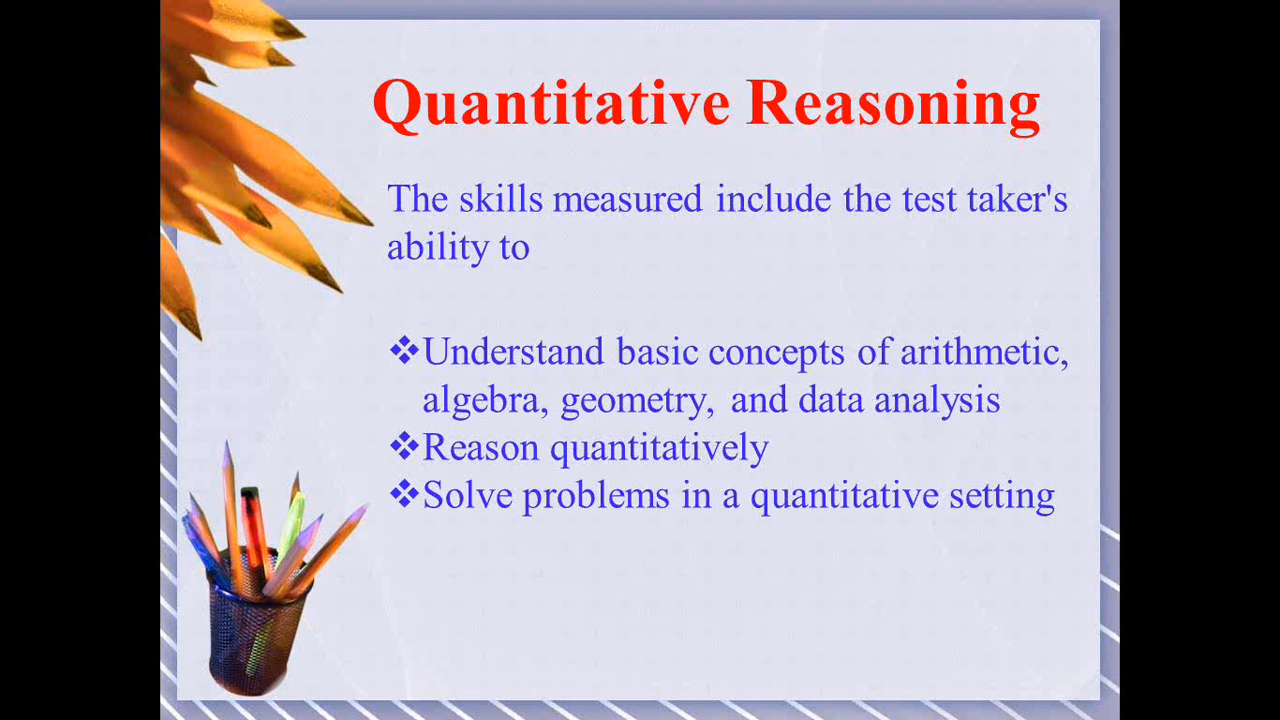 Quantitative Reasoning
The skills measured include the test taker's
ability to
❖Understand basic concepts of arithmetic,
algebra, geometry, and data analysis
❖Reason quantitatively
❖Solve problems in a quantitative setting